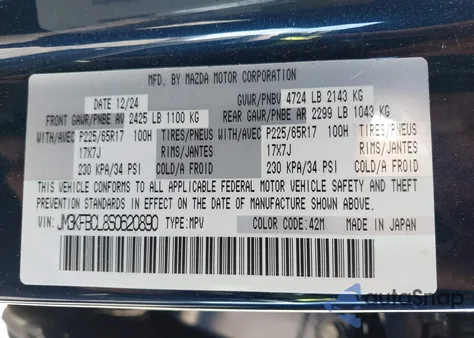 MFD. BY MAZDA MOTOR CORPORATION
DATE 12/24
GVWR/PNBV 4724 LB 2143 KG
FRONT GAWR/PNBE AV 2425 LB 1100 KG
REAR GAWR/PNBE AR 2299 LB 1043 KG
WITH/AVEC P225/65R17 100H TIRES/PNEUS
WITH/AVEC P225/65R17 100H TIRES/PNEUS
17X7J RIMS/JANTES
17X7J RIMS/JANTES
230 KPA/34 PSI COLD/A FROID
230 KPA/34 PSI COLD/A FROID
THIS VEHICLE CONFORMS TO ALL APPLICABLE FEDERAL MOTOR VEHICLE SAFETY AND THEFT
PREVENTION STANDARDS IN EFFECT ON THE DATE OF MANUFACTURE SHOWN ABOVE.
VIN: JM3KFBCL8S0620890 TYPE: MPV COLOR CODE: 42M MADE IN JAPAN
autoSnap